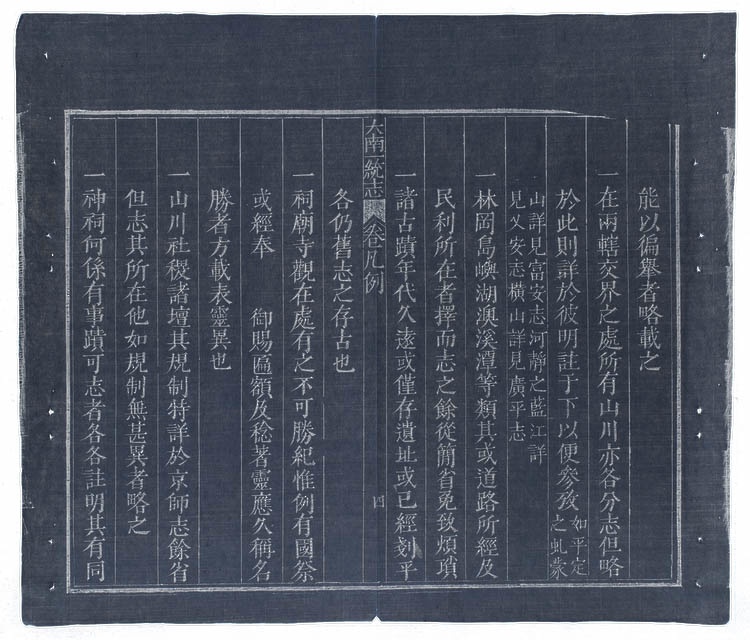 能以徧舉者略載之
一在兩轄交界之處所有山川亦各分志但略
於此則詳於彼明註于下以便參攷如平定之虬蒙
山詳見富安志河靜之藍江詳
見乂安志橫山詳見廣平志
一林岡島嶼湖澳溪潭等類其或道路所經及
民利所在者擇而志之餘從簡省免致煩瑣
一諸古蹟年代久遠或僅存遺址或已經剗平
大南一統志 卷凡例 四
各仍舊志之存古也
一祠廟寺觀在處有之不可勝紀惟例有國祭
或經奉 御賜匾額及稔著靈應久稱名
勝者方載表靈異也
一山川社稷諸壇其規制特詳於京師志餘省
但志其所在他如規制無甚異者略之
一神祠何係有事蹟可志者各各註明其有同